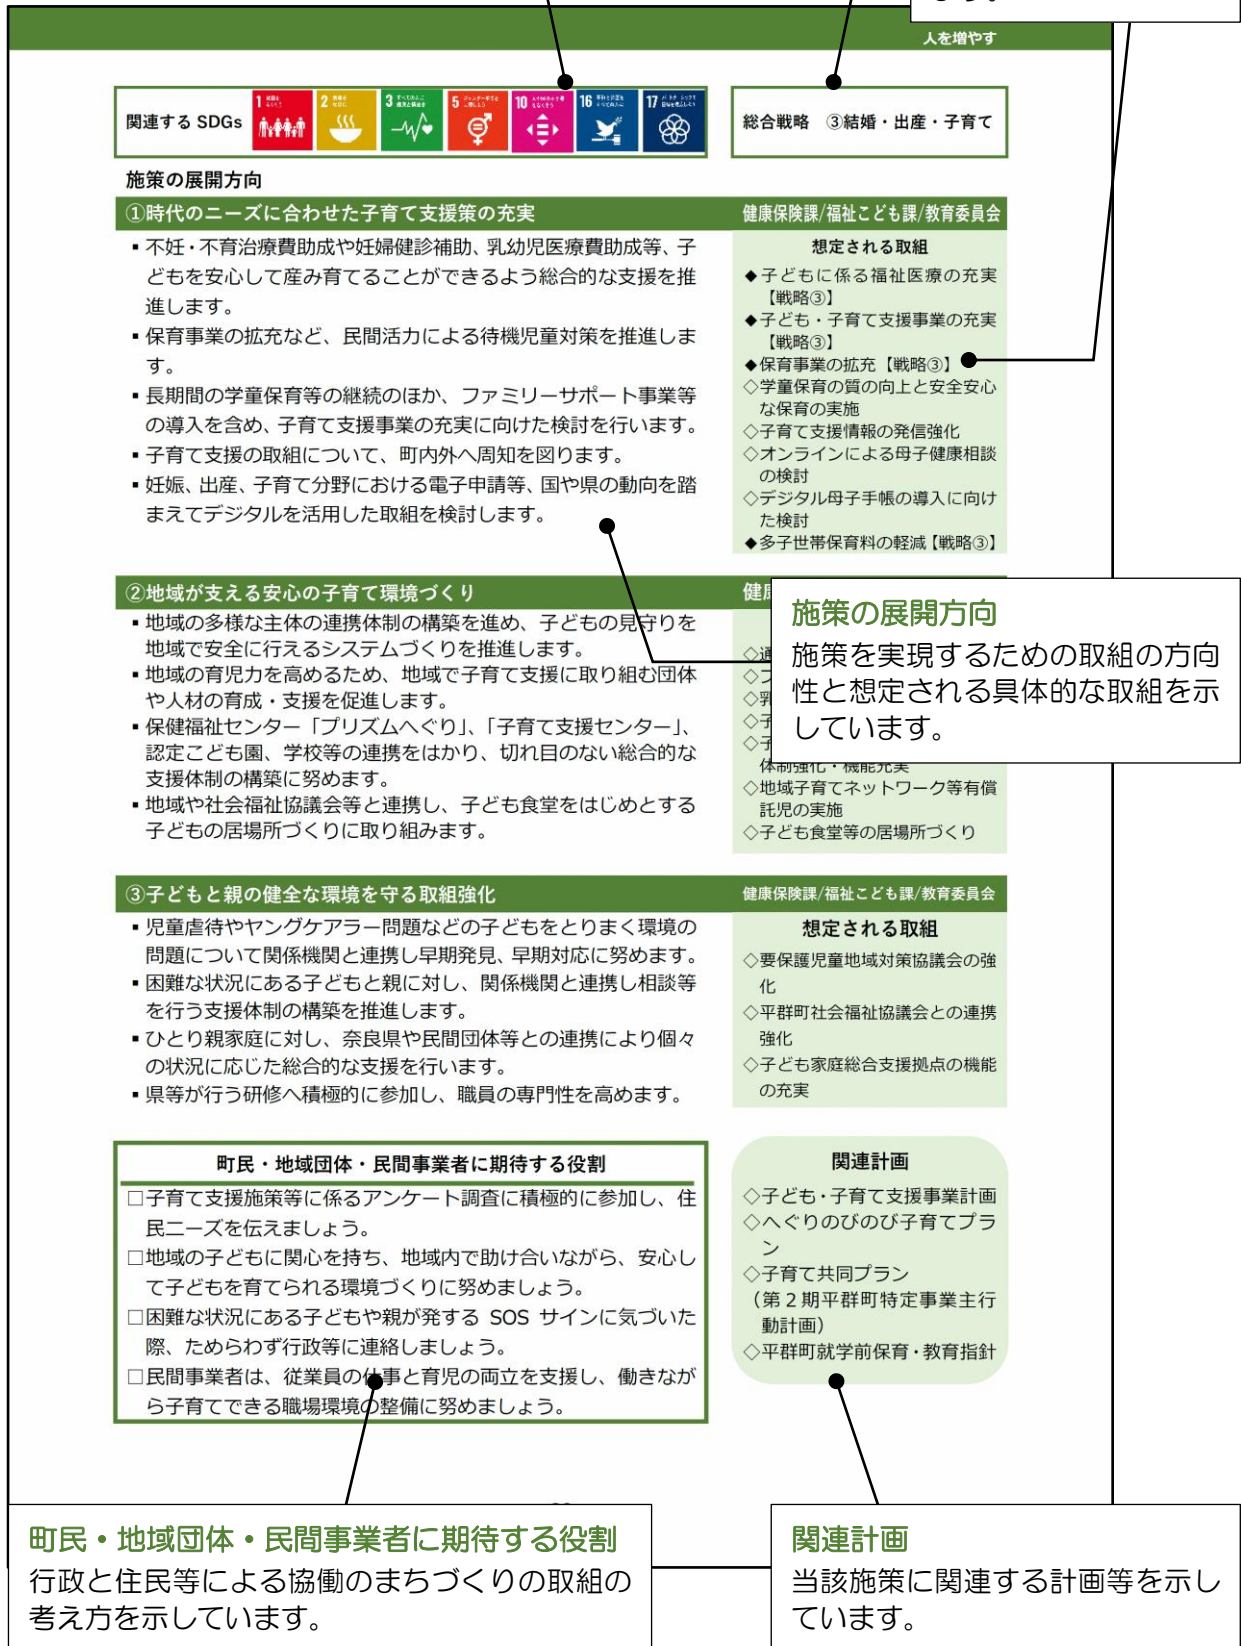 ます。
人を増やす
関連する SDGs
1
2
3 すべての人に
健康と福祉を
5
10
16
17
総合戦略　③結婚・出産・子育て
施策の展開方向
①時代のニーズに合わせた子育て支援策の充実
健康保険課/福祉こども課/教育委員会
▪不妊・不育治療費助成や妊婦健診補助、乳幼児医療費助成等、子
どもを安心して産み育てることができるよう総合的な支援を推
進します。
▪保育事業の拡充など、民間活力による待機児童対策を推進しま
す。
▪長期間の学童保育等の継続のほか、ファミリーサポート事業等
の導入を含め、子育て支援事業の充実に向けた検討を行います。
▪子育て支援の取組について、町内外へ周知を図ります。
▪妊娠、出産、子育て分野における電子申請等、国や県の動向を踏
まえてデジタルを活用した取組を検討します。
想定される取組
◆子どもに係る福祉医療の充実
【戦略③】
◆子ども・子育て支援事業の充実
【戦略③】
◆保育事業の拡充【戦略③】
◇学童保育の質の向上と安全安心
な保育の実施
◇子育て支援情報の発信強化
◇オンラインによる母子健康相談
の検討
◇デジタル母子手帳の導入に向け
た検討
◆多子世帯保育料の軽減【戦略③】
②地域が支える安心の子育て環境づくり
健
▪地域の多様な主体の連携体制の構築を進め、子どもの見守りを
地域で安全に行えるシステムづくりを推進します。
▪地域の育児力を高めるため、地域で子育て支援に取り組む団体
や人材の育成・支援を促進します。
▪保健福祉センター「プリズムへぐり」、「子育て支援センター」、
認定こども園、学校等の連携をはかり、切れ目のない総合的な
支援体制の構築に努めます。
▪地域や社会福祉協議会等と連携し、子ども食堂をはじめとする
子どもの居場所づくりに取り組みます。
◇
◇
◇
◇子
◇子
体制強化・機能充実
◇地域子育てネットワーク等有償
託児の実施
◇子ども食堂等の居場所づくり
施策の展開方向
施策を実現するための取組の方向
性と想定される具体的な取組を示
しています。
③子どもと親の健全な環境を守る取組強化
健康保険課/福祉こども課/教育委員会
▪児童虐待やヤングケアラー問題などの子どもをとりまく環境の
問題について関係機関と連携し早期発見、早期対応に努めます。
▪困難な状況にある子どもと親に対し、関係機関と連携し相談等
を行う支援体制の構築を推進します。
▪ひとり親家庭に対し、奈良県や民間団体等との連携により個々
の状況に応じた総合的な支援を行います。
▪県等が行う研修へ積極的に参加し、職員の専門性を高めます。
想定される取組
◇要保護児童地域対策協議会の強
化
◇平群町社会福祉協議会との連携
強化
◇子ども家庭総合支援拠点の機能
の充実
町民・地域団体・民間事業者に期待する役割
□子育て支援施策等に係るアンケート調査に積極的に参加し、住
民ニーズを伝えましょう。
□地域の子どもに関心を持ち、地域内で助け合いながら、安心し
て子どもを育てられる環境づくりに努めましょう。
□困難な状況にある子どもや親が発する SOS サインに気づいた
際、ためらわず行政等に連絡しましょう。
□民間事業者は、従業員の仕事と育児の両立を支援し、働きなが
ら子育てできる職場環境の整備に努めましょう。
関連計画
◇子ども・子育て支援事業計画
◇へぐりのびのび子育てプラ
ン
◇子育て共同プラン
（第２期平群町特定事業主行
動計画）
◇平群町就学前保育・教育指針
町民・地域団体・民間事業者に期待する役割
行政と住民等による協働のまちづくりの取組の
考え方を示しています。
関連計画
当該施策に関連する計画等を示し
ています。